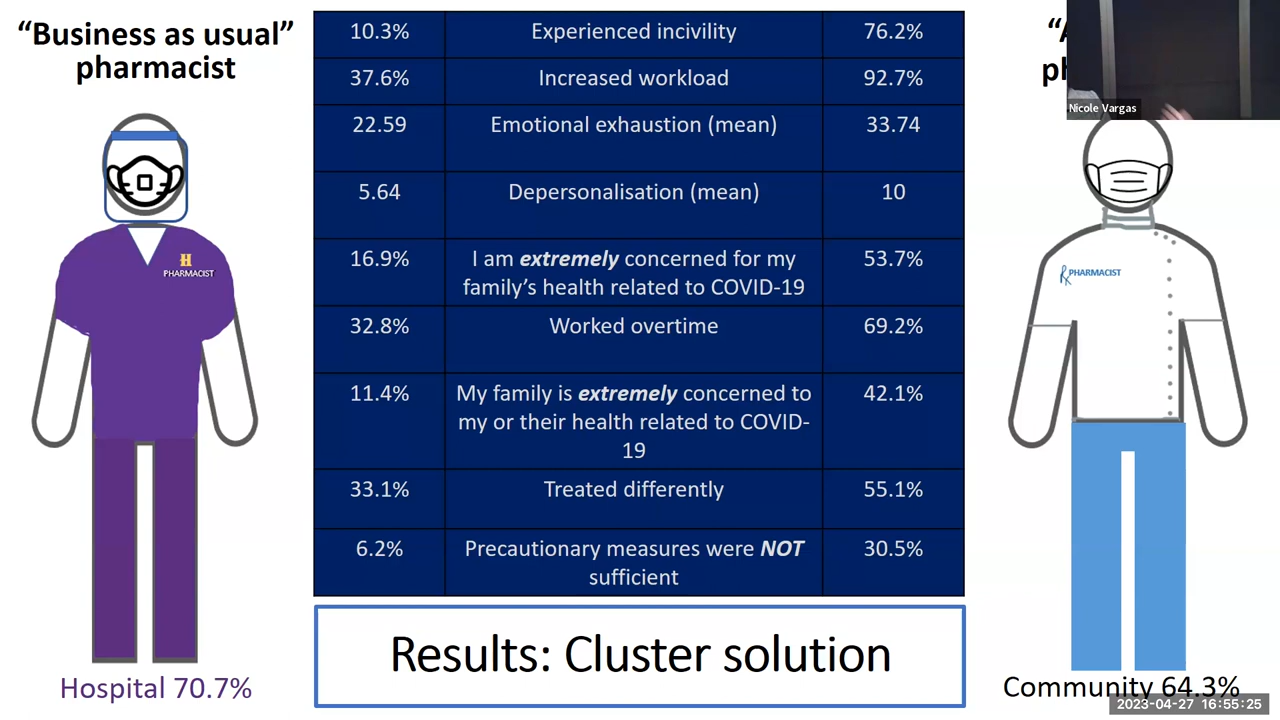 “Business as usual”
pharmacist
H
PHARMACIST
Hospital 70.7%
10.3% Experienced incivility 76.2%
37.6% Increased workload 92.7%
22.59 Emotional exhaustion (mean) 33.74
5.64 Depersonalisation (mean) 10
16.9% I am extremely concerned for my 53.7%
family’s health related to COVID-19
32.8% Worked overtime 69.2%
11.4% My family is extremely concerned to 42.1%
my or their health related to COVID-
19
33.1% Treated differently 55.1%
6.2% Precautionary measures were NOT 30.5%
sufficient
Results: Cluster solution
Nicole Vargas
Rx PHARMACIST
Community 64.3%
2023-04-27 16:55:25